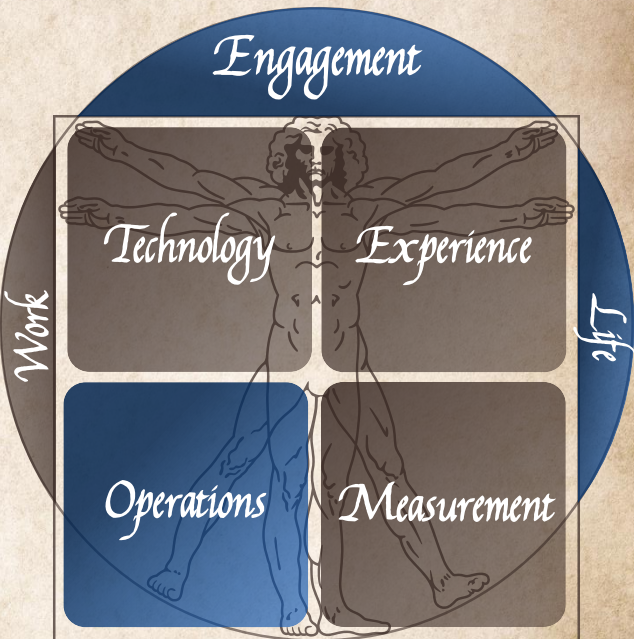 Engagement
Technology
Experience
Work
Life
Operations
Measurement